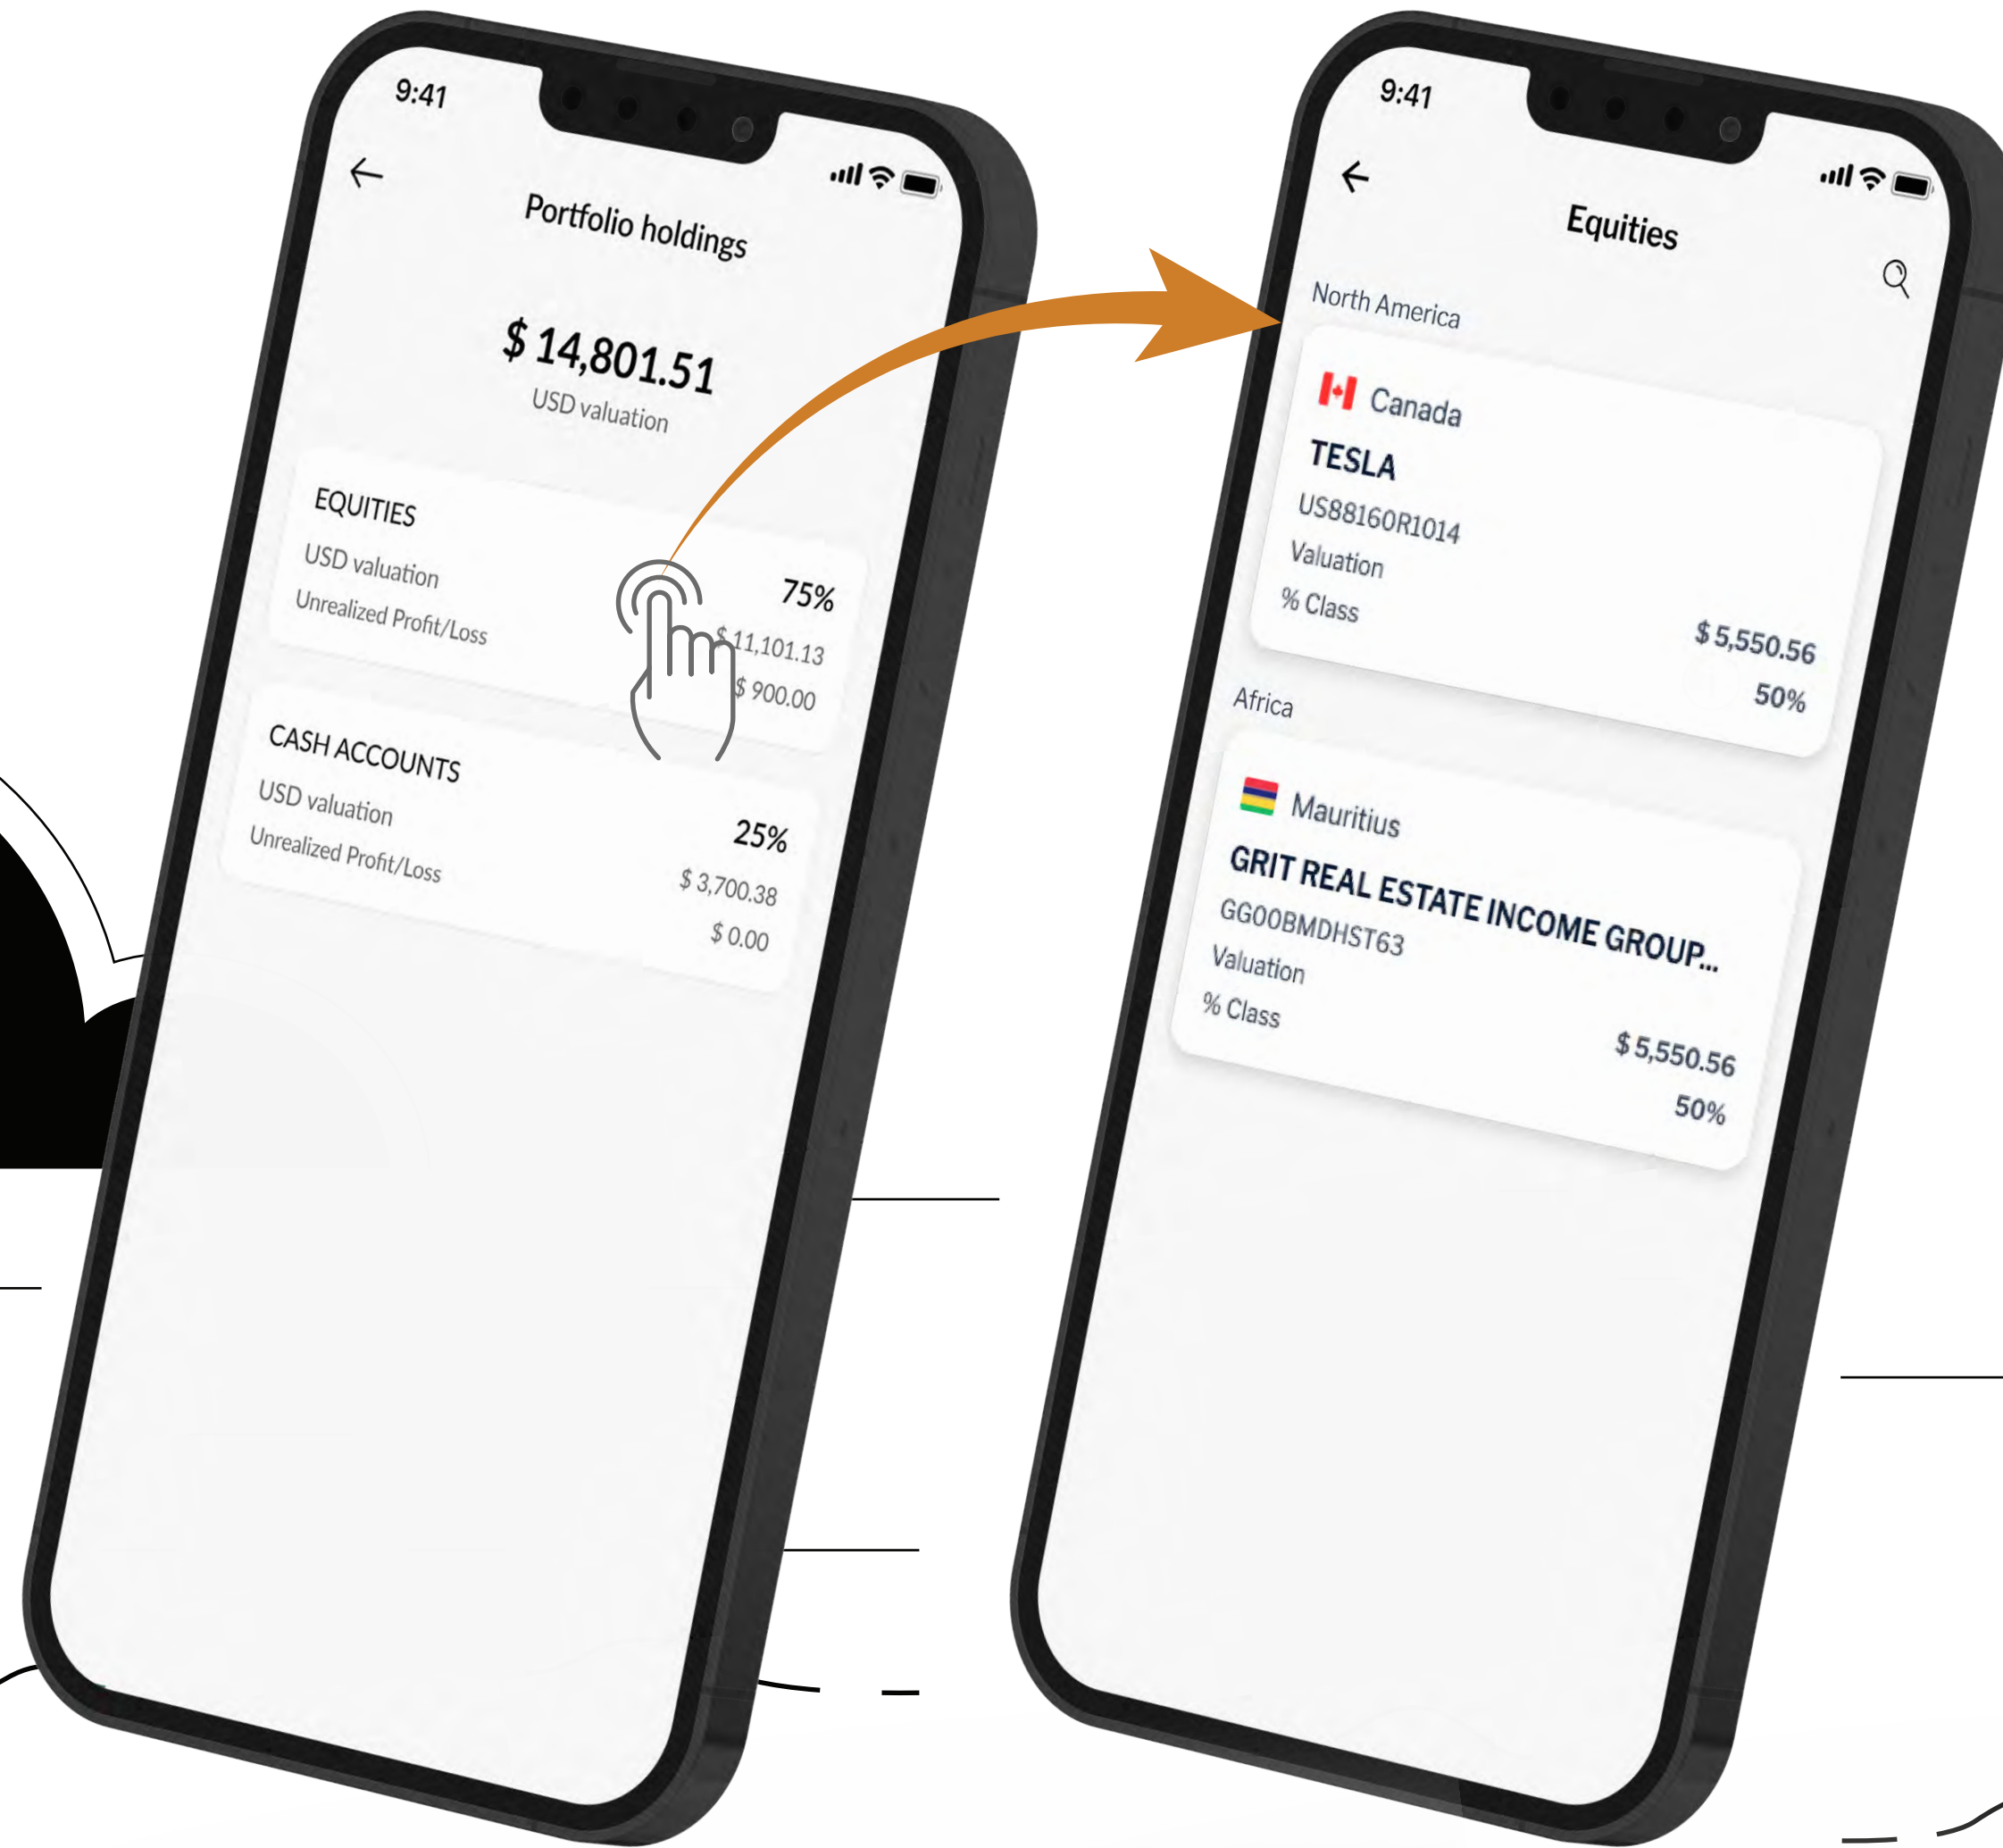 9:41
Portfolio holdings
$ 14,801.51
USD valuation
EQUITIES
75%
USD valuation
$ 11,101.13
Unrealized Profit/Loss
$ 900.00
CASH ACCOUNTS
25%
USD valuation
$ 3,700.38
Unrealized Profit/Loss
$ 0.00
9:41
Equities
North America
Canada
TESLA
US88160R1014
Valuation
$ 5,550.56
% Class
50%
Africa
Mauritius
GRIT REAL ESTATE INCOME GROUP...
GG00BMDHST63
Valuation
$ 5,550.56
% Class
50%